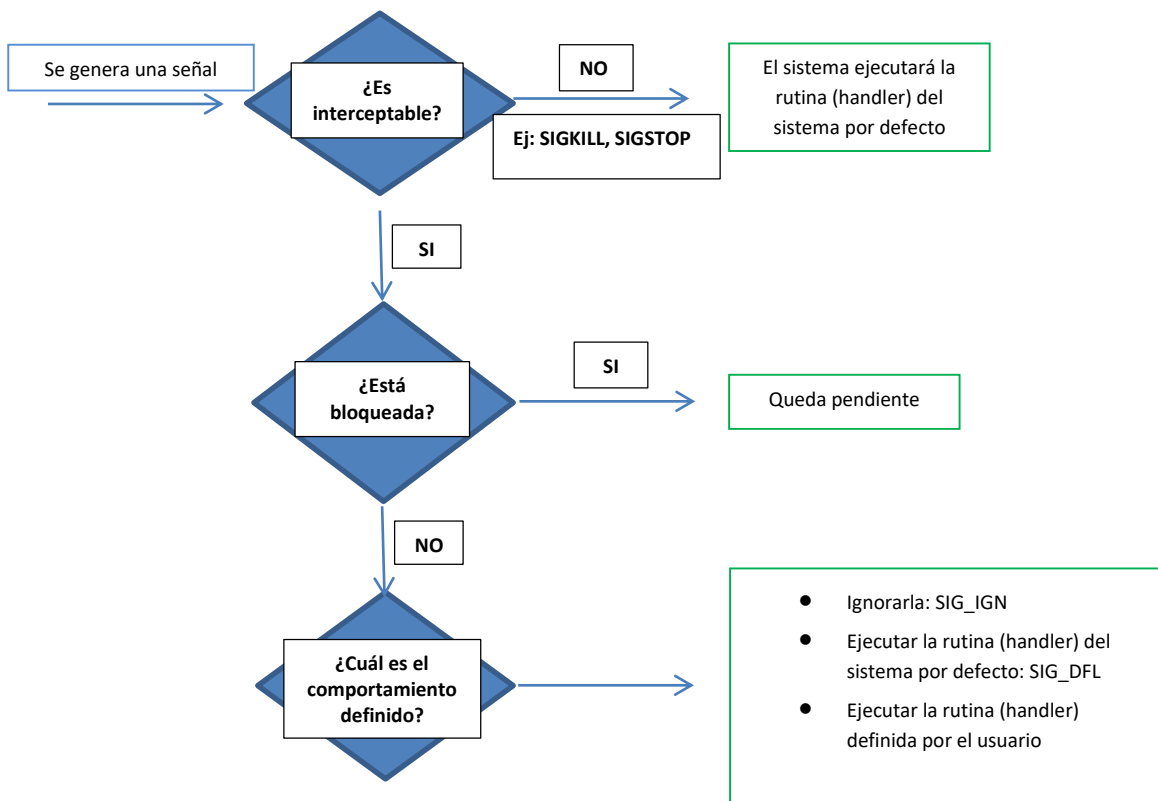 Se genera una señal
¿Es
interceptable?
NO
Ej: SIGKILL, SIGSTOP
El sistema ejecutará la
rutina (handler) del
sistema por defecto
SI
¿Está
bloqueada?
SI
Queda pendiente
NO
¿Cuál es el
comportamiento
definido?
● Ignorarla: SIG_IGN
● Ejecutar la rutina (handler) del
sistema por defecto: SIG_DFL
● Ejecutar la rutina (handler)
definida por el usuario